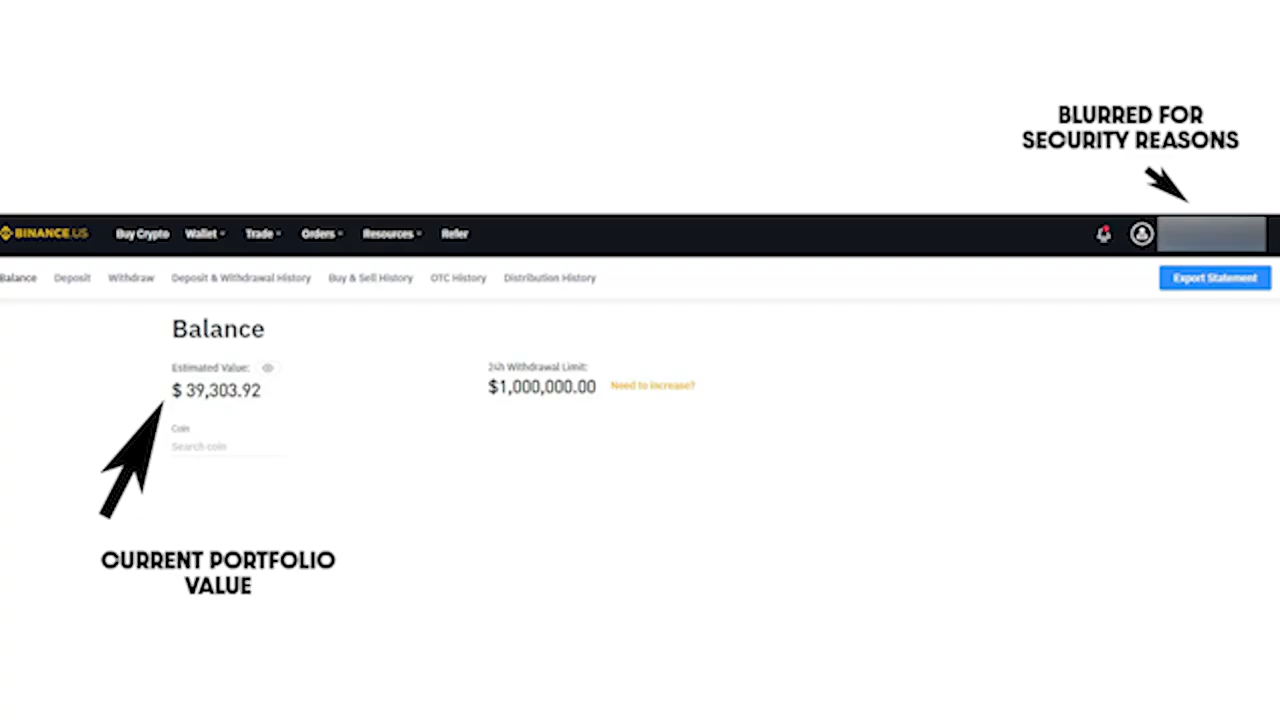 BLURRED FOR
SECURITY REASONS
BINANCE.US Buy Crypto Wallet Trade Orders Resources Refer
Balance Deposit Withdraw Deposit & Withdrawal History Buy & Sell History OTC History Distribution History Export Statement
Balance
Estimated Value: 24h Withdrawal Limit:
$ 39,303.92 $1,000,000.00 Need to increase?
Coin
Search coin
CURRENT PORTFOLIO
VALUE